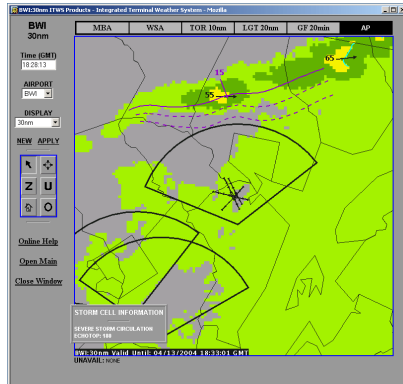 BWI:30nm ITWS Products - Integrated Terminal Weather System - Mozilla
BWI
30nm
MBA WSA TOR 10nm LGT 20nm GF 20min AP
Time (GMT)
18:28:13
AIRPORT
BWI
DISPLAY
30nm
NEW APPLY
Z U
O
Online Help
Open Main
Close Window
15
55
65
STORM CELL INFORMATION
SEVERE STORM CIRCULATION
ECHOTOP: 180
BWI:30nm Valid Until: 04/13/2004 18:33:01 GMT
UNAVAIL: NONE